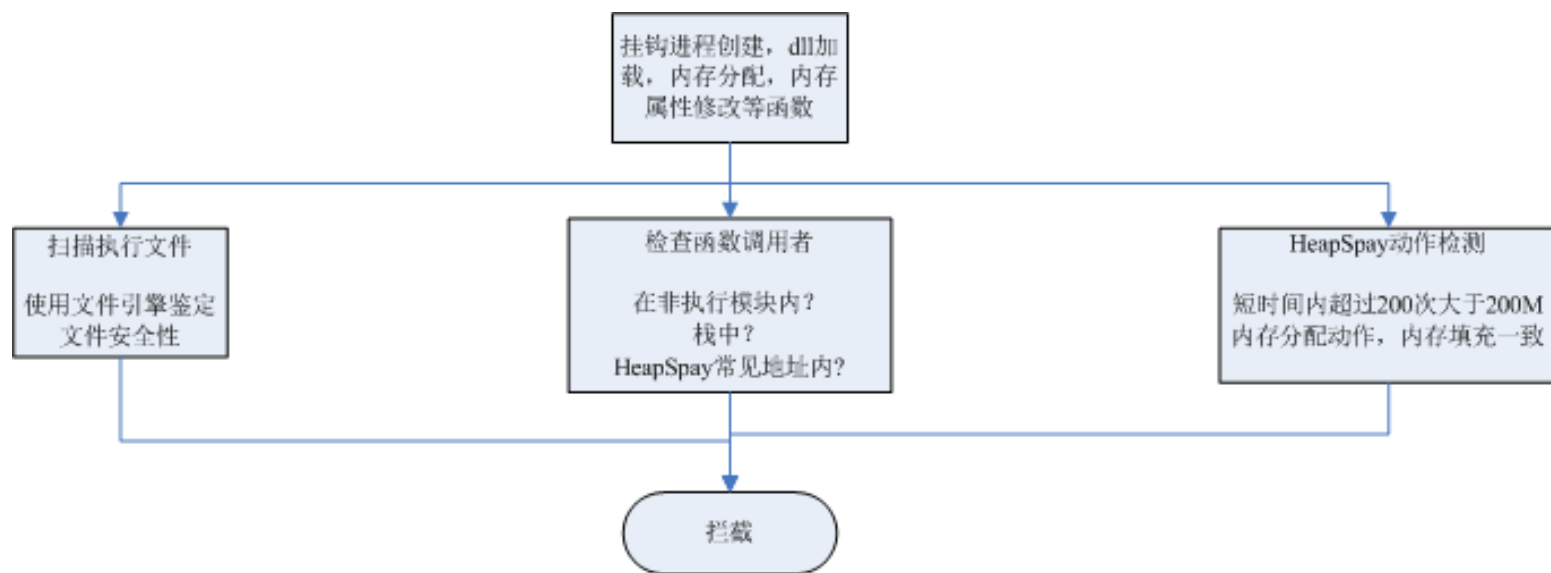 挂钩进程创建，dll加
载，内存分配，内存
属性修改等函数
扫描执行文件
使用文件引擎鉴定
文件安全性
检查函数调用者
在非执行模块内？
栈中？
HeapSpay常见地址内?
HeapSpay动作检测
短时间内超过200次大于200M
内存分配动作，内存填充一致
拦截